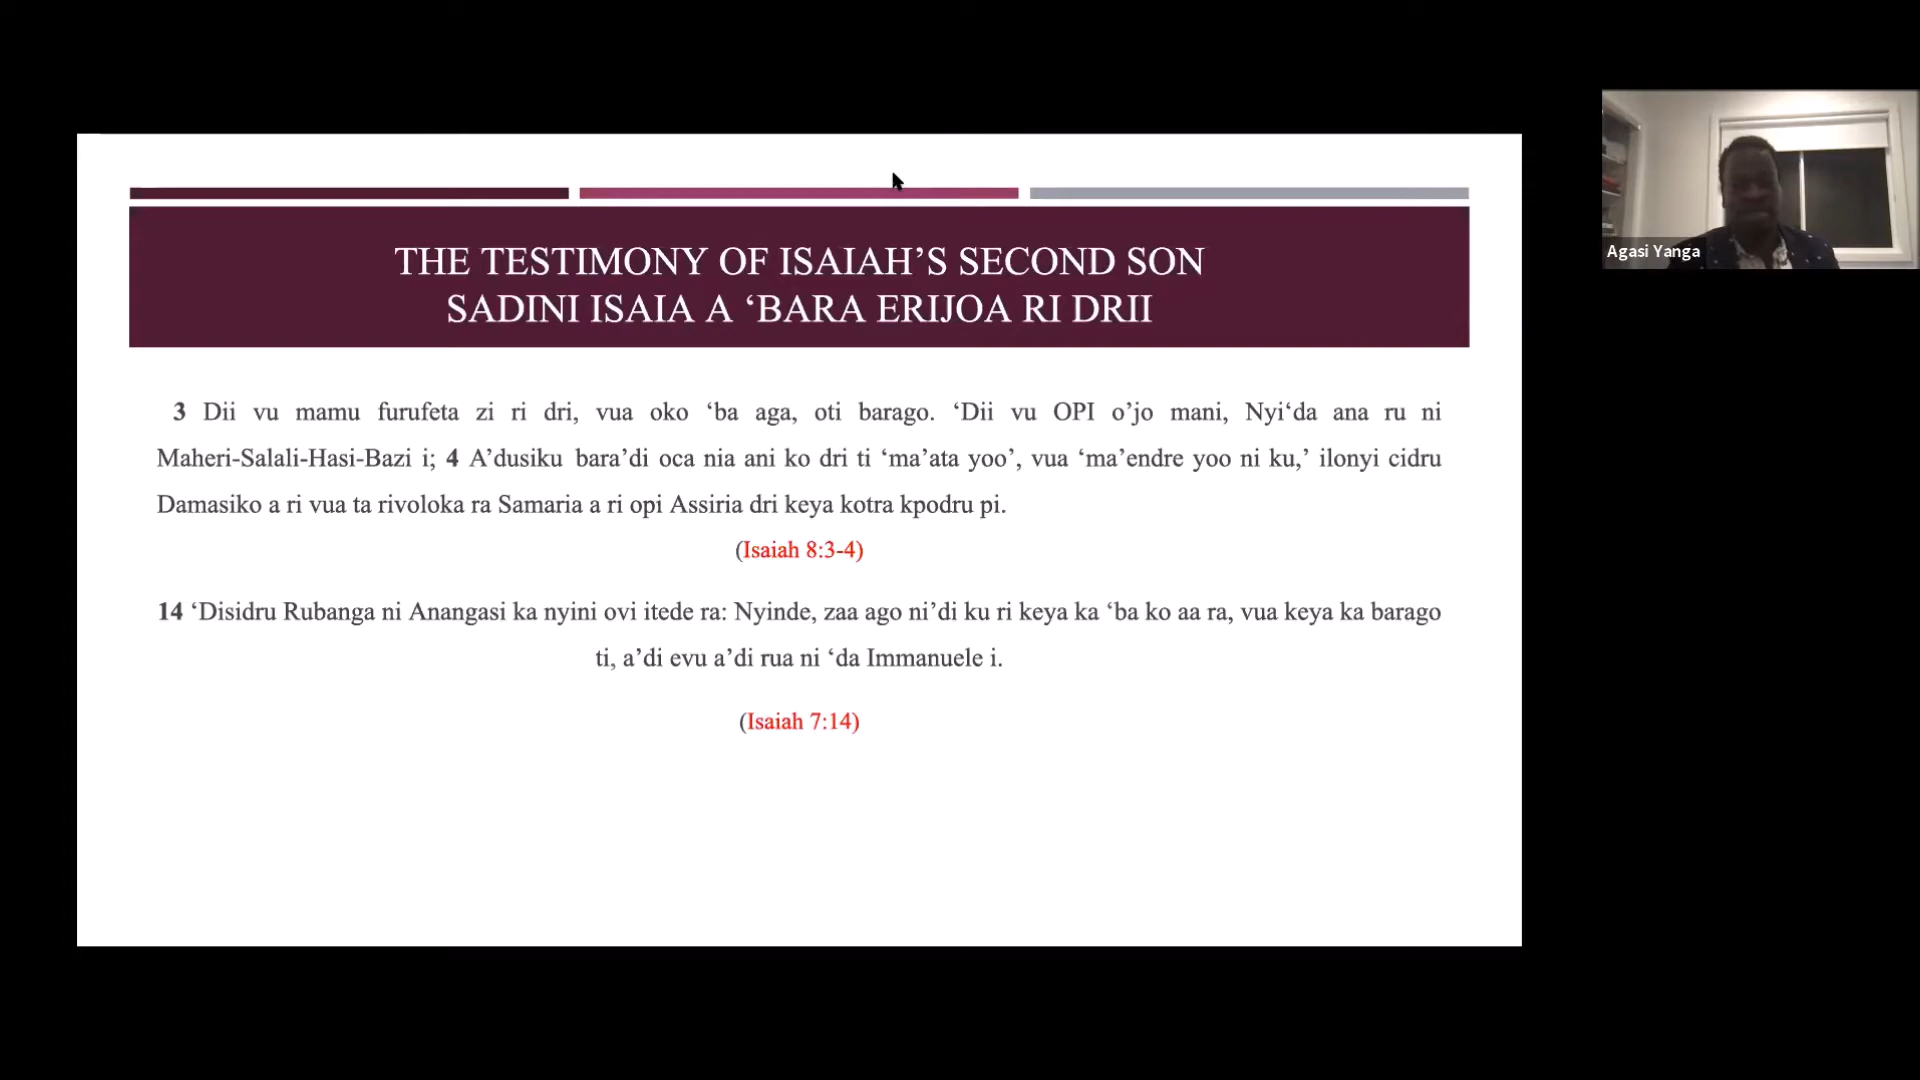 THE TESTIMONY OF ISAIAH’S SECOND SON
SADINI ISAIA A ‘BARA ERIJOA RI DRII
3 Dii vu mamu furufeta zi ri dri, vua oko ‘ba aga, oti barago. ‘Dii vu OPI o’jo mani, Nyi‘da ana ru ni
Maheri-Salali-Hasi-Bazi i; 4 A’dusiku bara’di oca nia ani ko dri ti ‘ma’ata yoo’, vua ‘ma’endre yoo ni ku,’ ilonyi cidru
Damasiko a ri vua ta rivoloka ra Samaria a ri opi Assiria dri keya kotra kpodru pi.
(Isaiah 8:3-4)
14 ‘Disidru Rubanga ni Anangasi ka nyini ovi itede ra: Nyinde, zaa ago ni’di ku ri keya ka ‘ba ko aa ra, vua keya ka barago
ti, a’di evu a’di rua ni ‘da Immanuele i.
(Isaiah 7:14)
Agasi Yanga